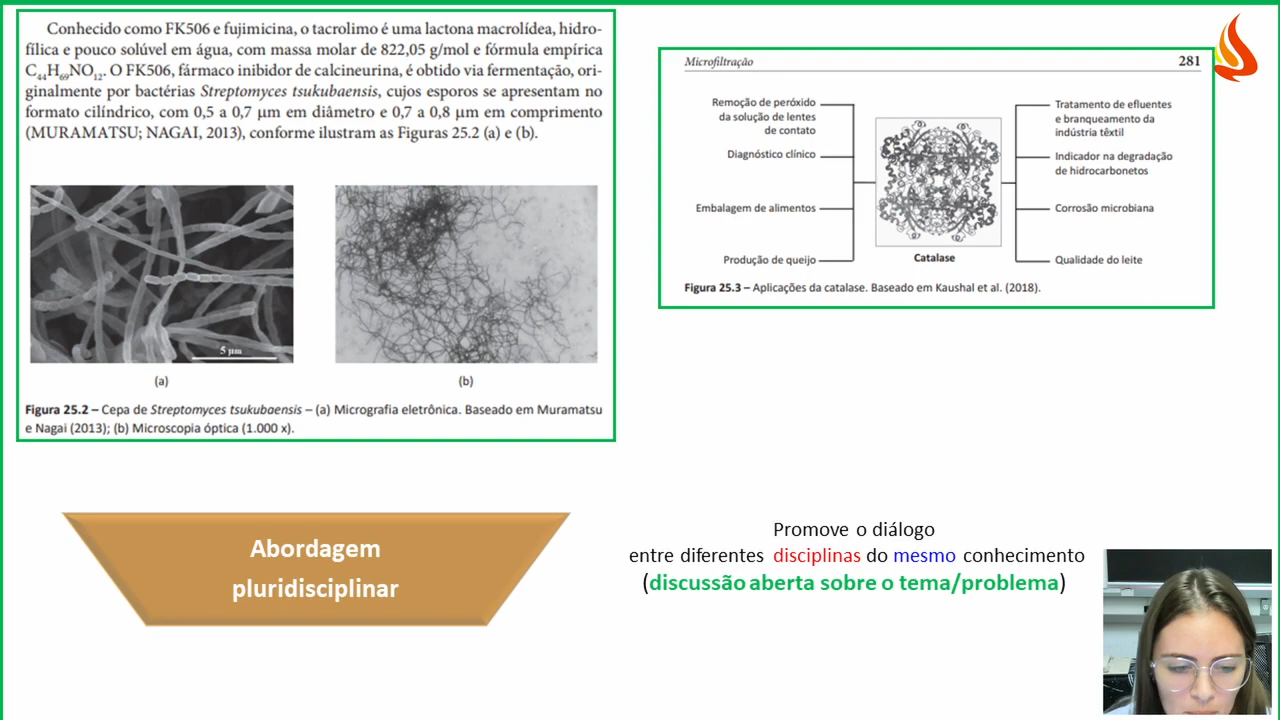 Conhecido como FK506 e fujimicina, o tacrolimo é uma lactona macrolídea, hidro-
fílica e pouco solúvel em água, com massa molar de 822,05 g/mol e fórmula empírica
C₄₄H₆₉NO₁₂. O FK506, fármaco inibidor de calcineurina, é obtido via fermentação, ori-
ginalmente por bactérias Streptomyces tsukubaensis, cujos esporos se apresentam no
formato cilíndrico, com 0,5 a 0,7 μm em diâmetro e 0,7 a 0,8 μm em comprimento
(MURAMATSU; NAGAI, 2013), conforme ilustram as Figuras 25.2 (a) e (b).
5 μm
(a)
(b)
Figura 25.2 – Cepa de Streptomyces tsukubaensis – (a) Micrografia eletrônica. Baseado em Muramatsu
e Nagai (2013); (b) Microscopia óptica (1.000 x).
Microfiltração 281
Remoção de peróxido
da solução de lentes
de contato
Diagnóstico clínico
Embalagem de alimentos
Produção de queijo
Catalase
Tratamento de efluentes
e branqueamento da
indústria têxtil
Indicador na degradação
de hidrocarbonetos
Corrosão microbiana
Qualidade do leite
Figura 25.3 – Aplicações da catalase. Baseado em Kaushal et al. (2018).
Abordagem
pluridisciplinar
Promove o diálogo
entre diferentes disciplinas do mesmo conhecimento
(discussão aberta sobre o tema/problema)